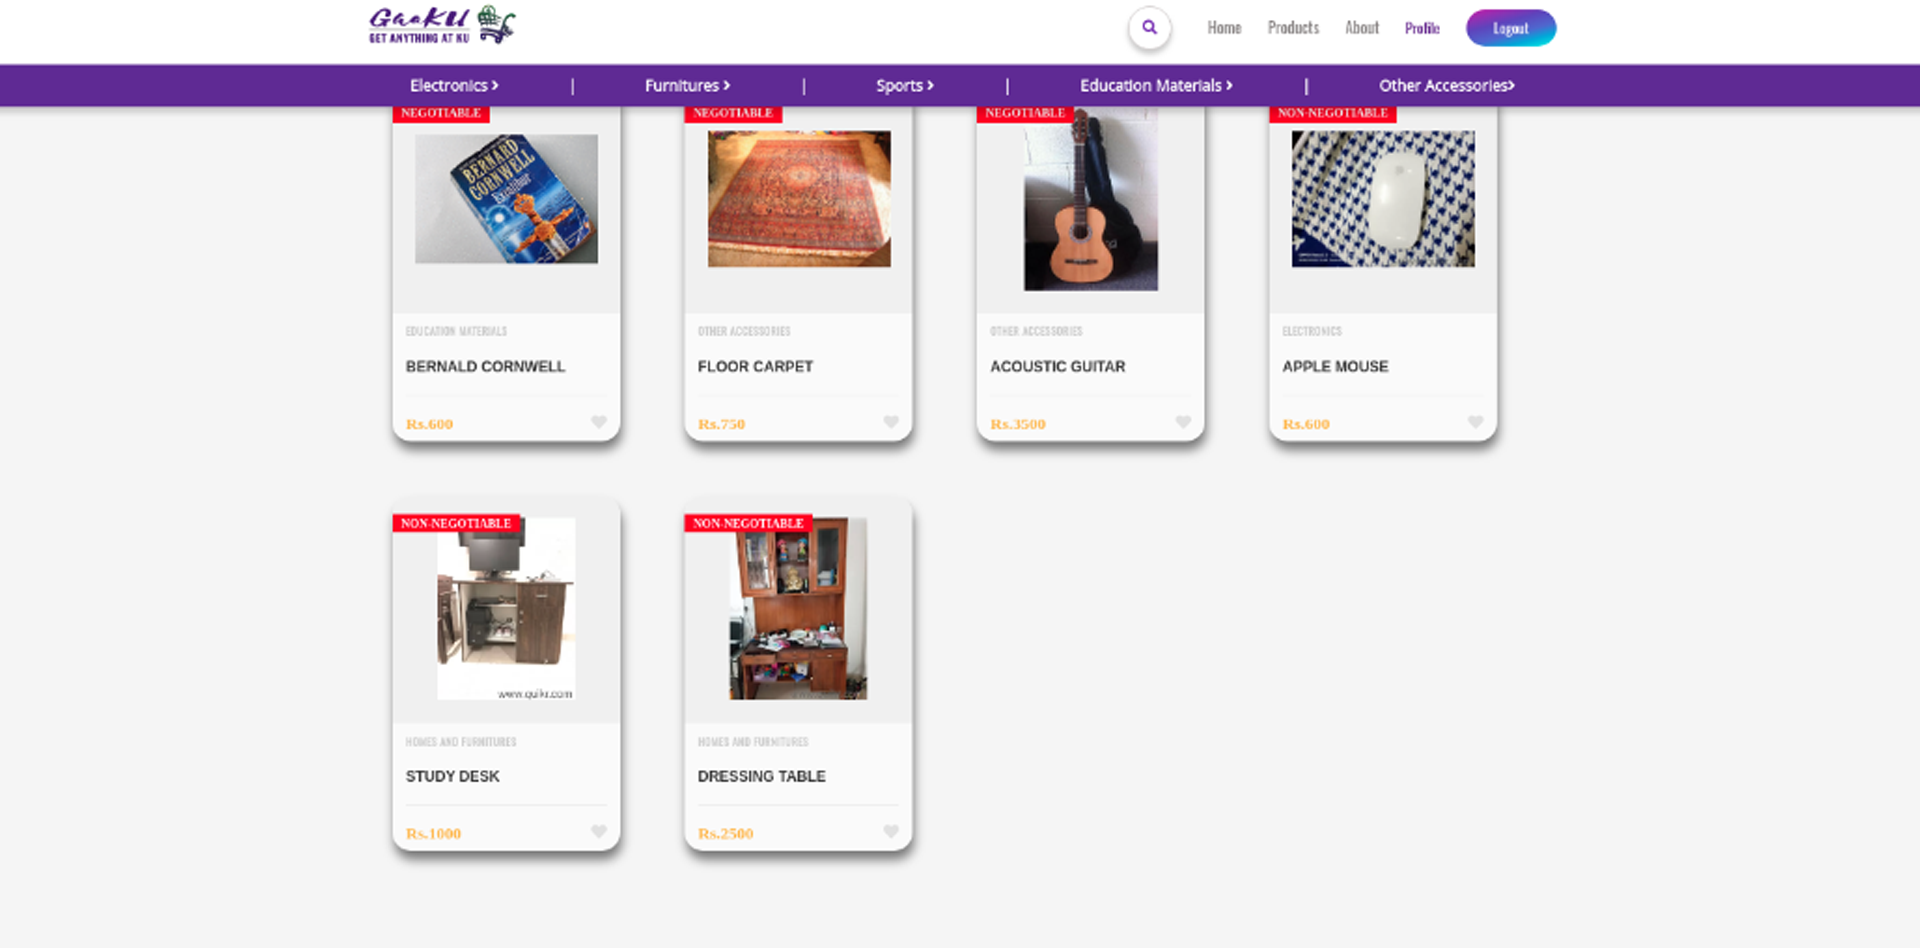 GaaKU
GET ANYTHING AT KU
Home Products About Profile Logout
Electronics | Furnitures | Sports | Education Materials | Other Accessories
NEGOTIABLE NEGOTIABLE NEGOTIABLE NON-NEGOTIABLE
BERNARD
CORNWELL
Excalibur
EDUCATION MATERIALS OTHER ACCESSORIES OTHER ACCESSORIES ELECTRONICS
BERNALD CORNWELL FLOOR CARPET ACOUSTIC GUITAR APPLE MOUSE
Rs.600 Rs.750 Rs.3500 Rs.600
NON-NEGOTIABLE NON-NEGOTIABLE
www.quikr.com
HOMES AND FURNITURES HOMES AND FURNITURES
STUDY DESK DRESSING TABLE
Rs.1000 Rs.2500